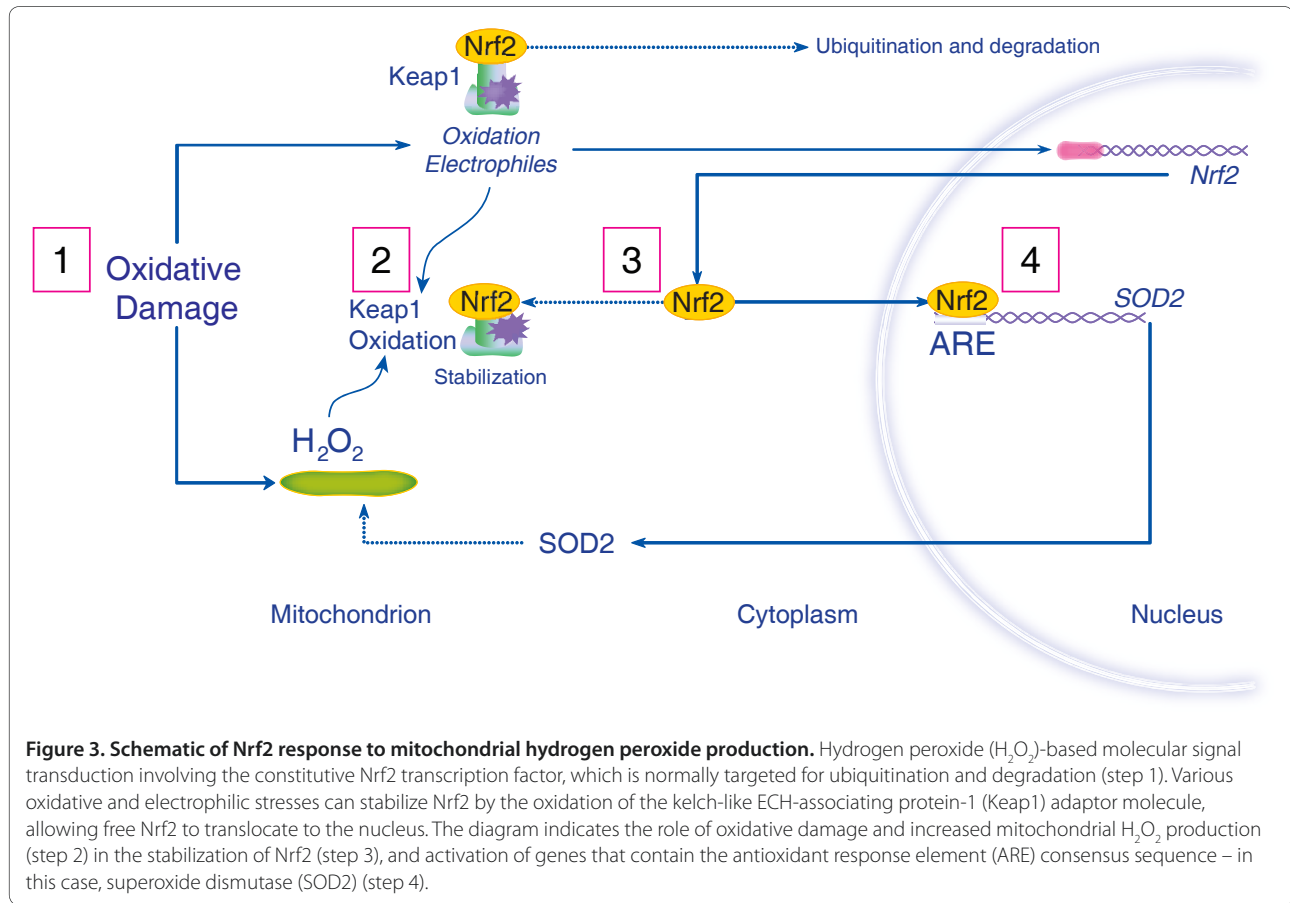 Nrf2
Ubiquitination and degradation
Keap1
Oxidation
Electrophiles
Nrf2
1
2
3
4
Oxidative
Damage
Keap1
Oxidation
Nrf2
Stabilization
Nrf2
Nrf2
SOD2
ARE
H₂O₂
SOD2
Mitochondrion
Cytoplasm
Nucleus
Figure 3. Schematic of Nrf2 response to mitochondrial hydrogen peroxide production. Hydrogen peroxide (H₂O₂)-based molecular signal
transduction involving the constitutive Nrf2 transcription factor, which is normally targeted for ubiquitination and degradation (step 1). Various
oxidative and electrophilic stresses can stabilize Nrf2 by the oxidation of the kelch-like ECH-associating protein-1 (Keap1) adaptor molecule,
allowing free Nrf2 to translocate to the nucleus. The diagram indicates the role of oxidative damage and increased mitochondrial H₂O₂ production
(step 2) in the stabilization of Nrf2 (step 3), and activation of genes that contain the antioxidant response element (ARE) consensus sequence – in
this case, superoxide dismutase (SOD2) (step 4).